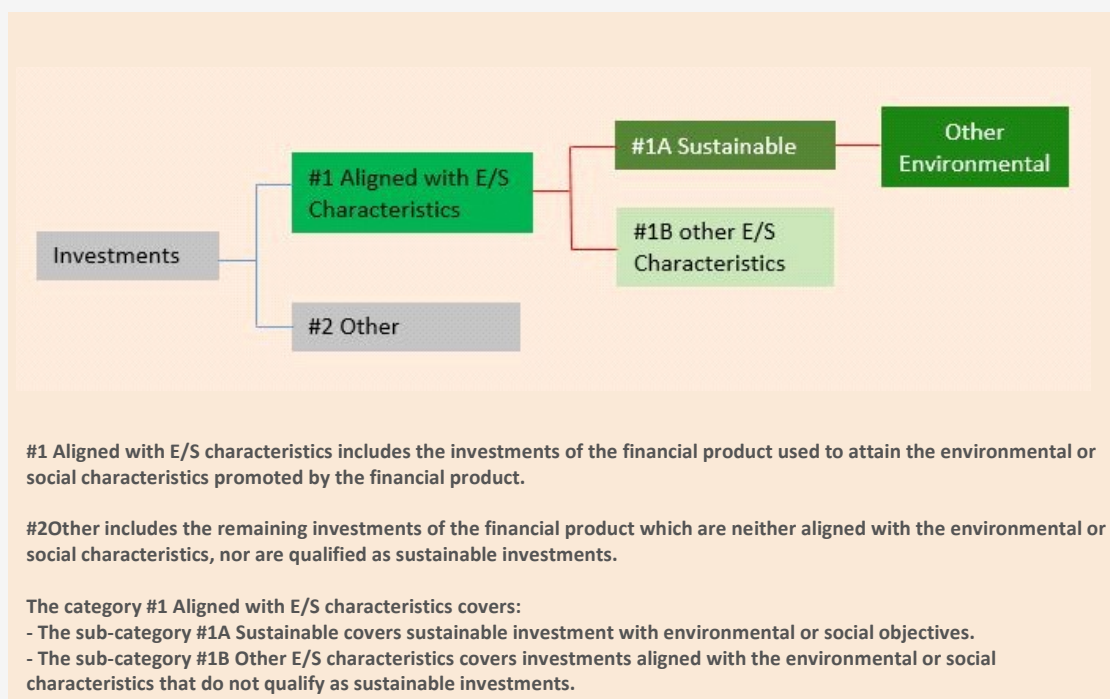 Investments
#1 Aligned with E/S
Characteristics
#2 Other
#1A Sustainable
#1B other E/S
Characteristics
Other
Environmental
#1 Aligned with E/S characteristics includes the investments of the financial product used to attain the environmental or
social characteristics promoted by the financial product.
#2Other includes the remaining investments of the financial product which are neither aligned with the environmental or
social characteristics, nor are qualified as sustainable investments.
The category #1 Aligned with E/S characteristics covers:
- The sub-category #1A Sustainable covers sustainable investment with environmental or social objectives.
- The sub-category #1B Other E/S characteristics covers investments aligned with the environmental or social
characteristics that do not qualify as sustainable investments.